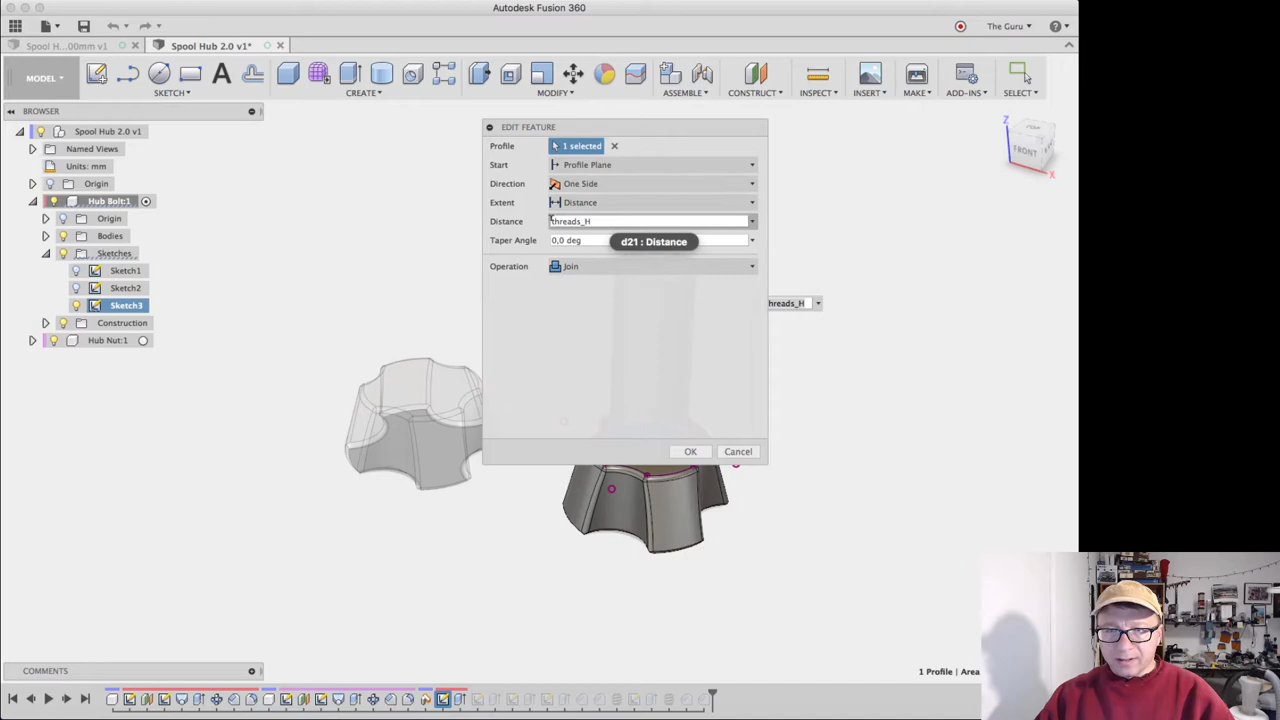 Autodesk Fusion 360
The Guru
Spool H...00mm v1
Spool Hub 2.0 v1*
MODEL
SKETCH
CREATE
MODIFY
ASSEMBLE
CONSTRUCT
INSPECT
INSERT
MAKE
ADD-INS
SELECT
BROWSER
Spool Hub 2.0 v1
Named Views
Units: mm
Origin
Hub Bolt:1
Origin
Bodies
Sketches
Sketch1
Sketch2
Sketch3
Construction
Hub Nut:1
EDIT FEATURE
Profile 1 selected
Start Profile Plane
Direction One Side
Extent Distance
Distance threads_H
Taper Angle 0,0 deg
d21 : Distance
Operation Join
OK Cancel
hreads_H
Z
FRONT
X
COMMENTS
1 Profile | Area